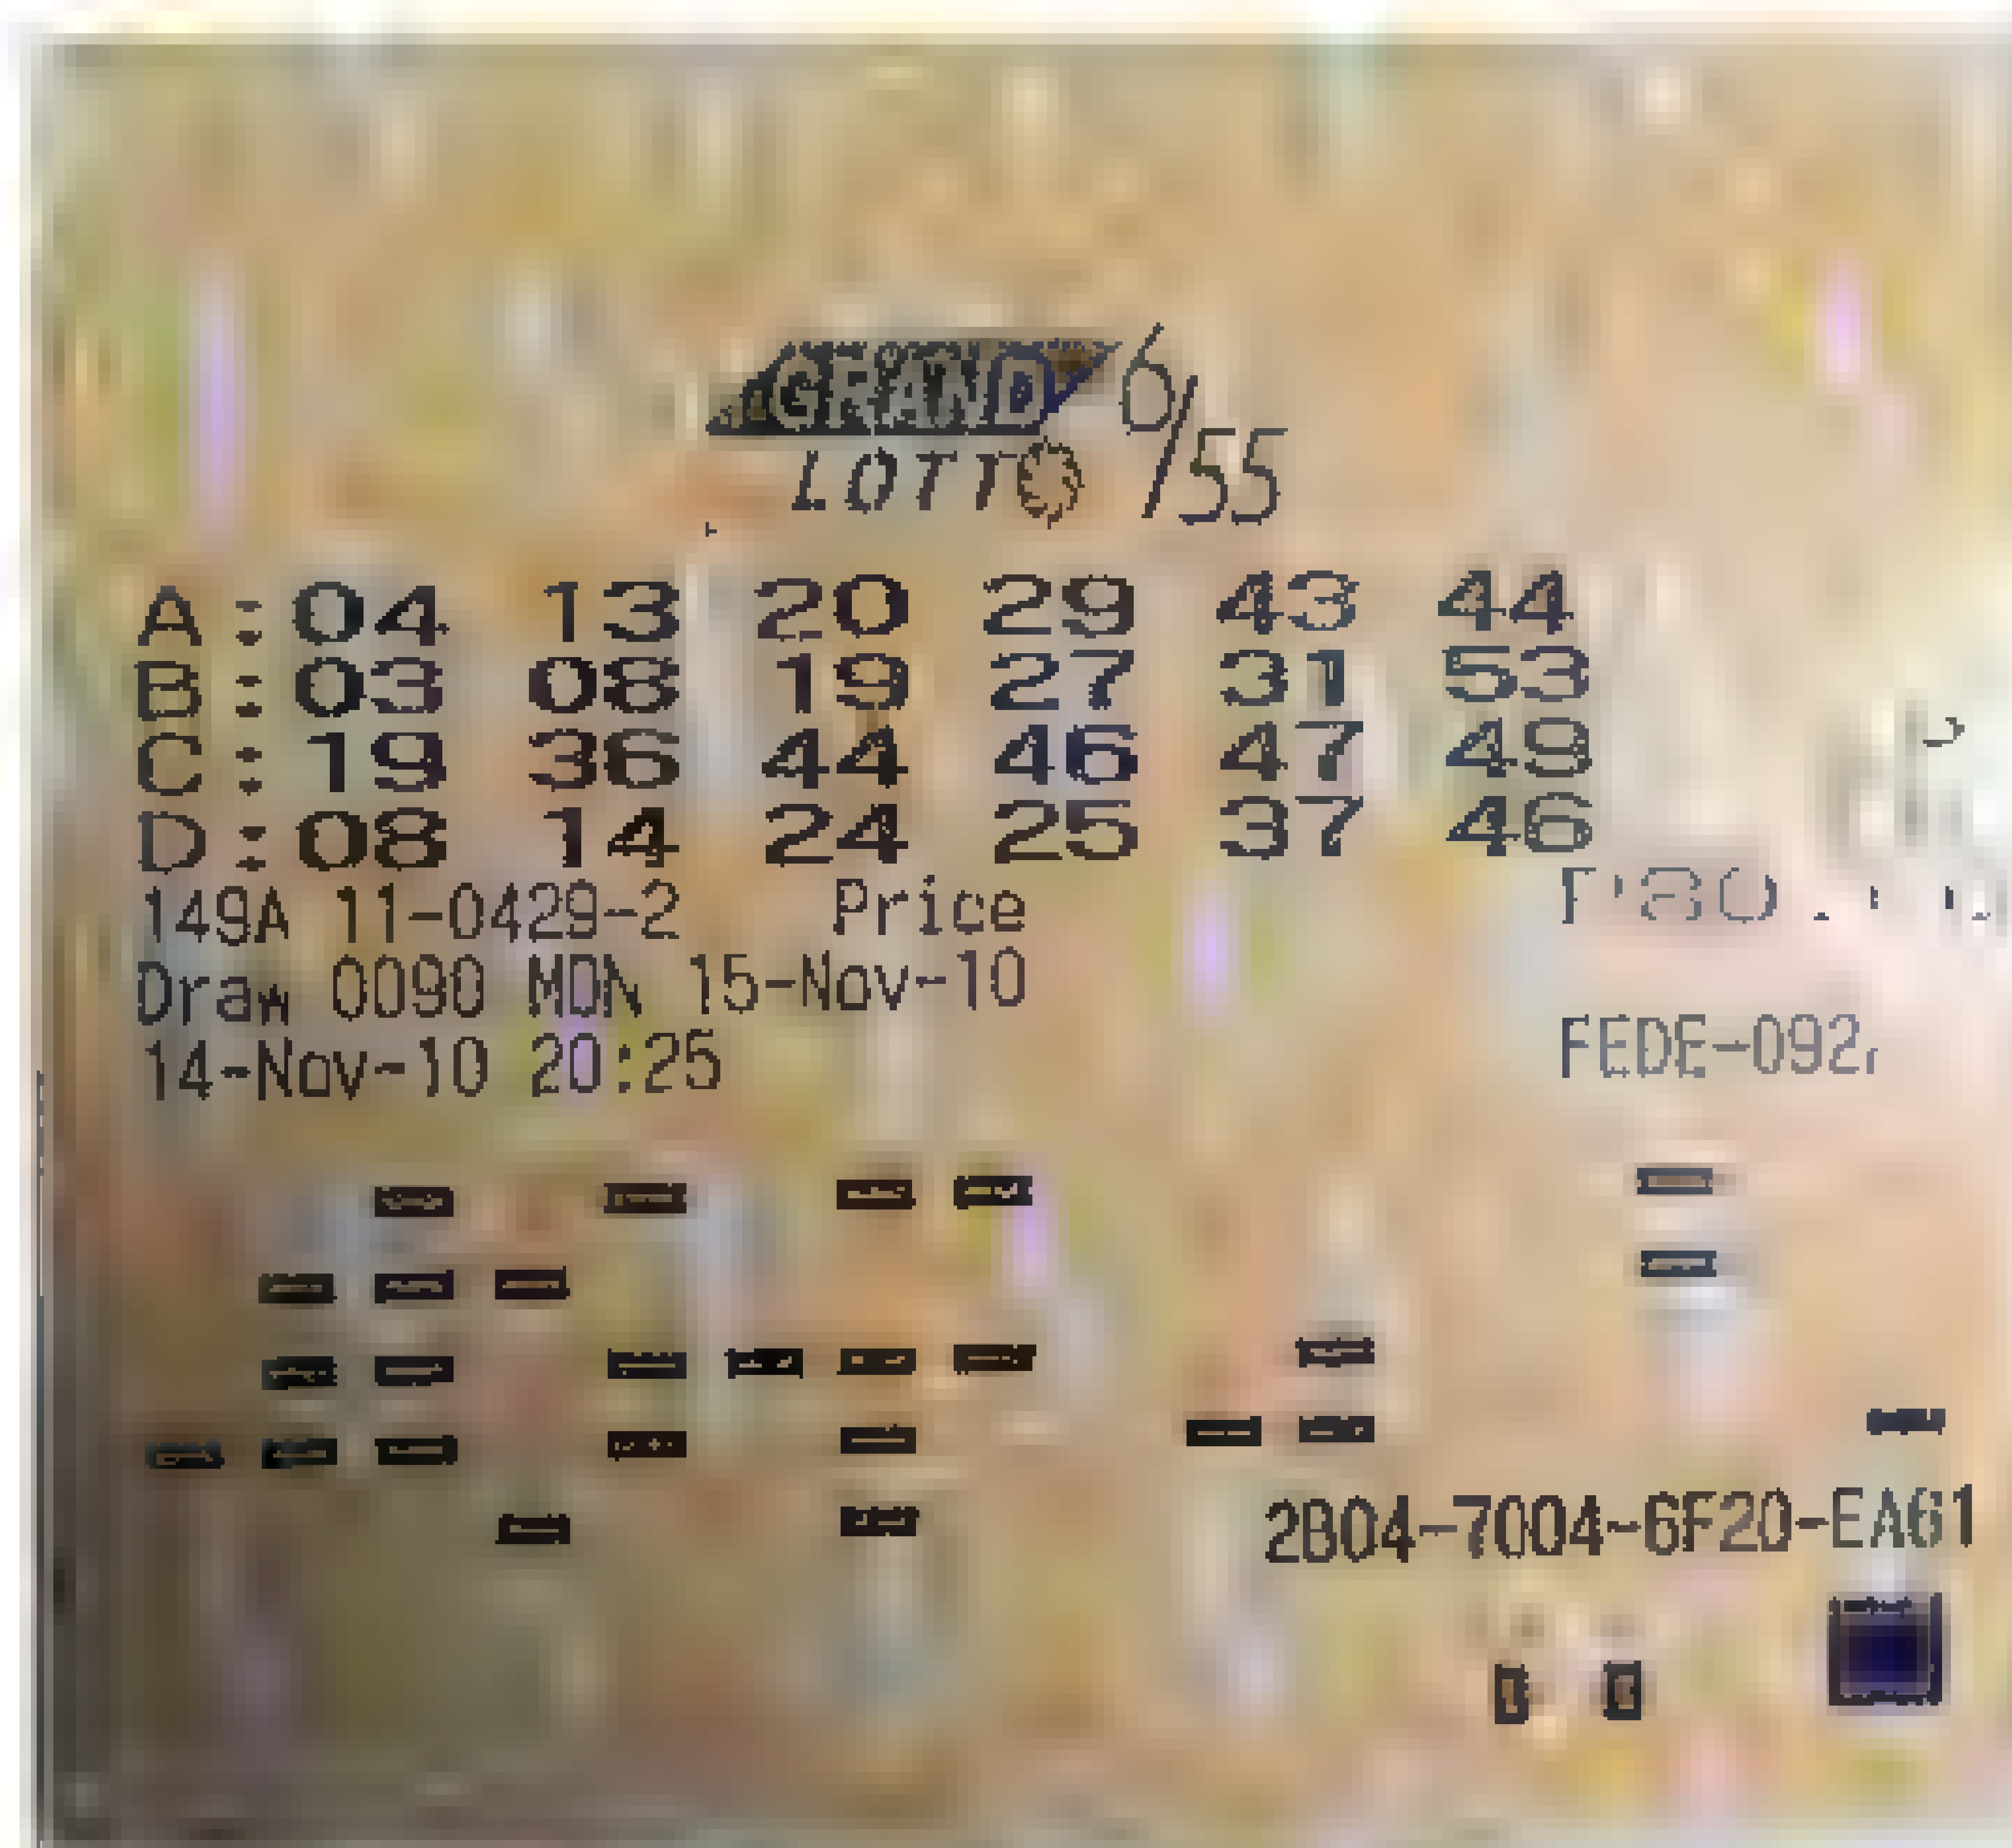 GRAND 6/55
LOTTO
A:04 13 20 29 43 44
B:03 08 19 27 31 53
C:19 36 44 46 47 49
D:08 14 24 25 37 46
149A 11-0429-2 Price
Draw 0090 MON 15-Nov-10
14-Nov-10 20:25
2B04-7004-6F20-EA61